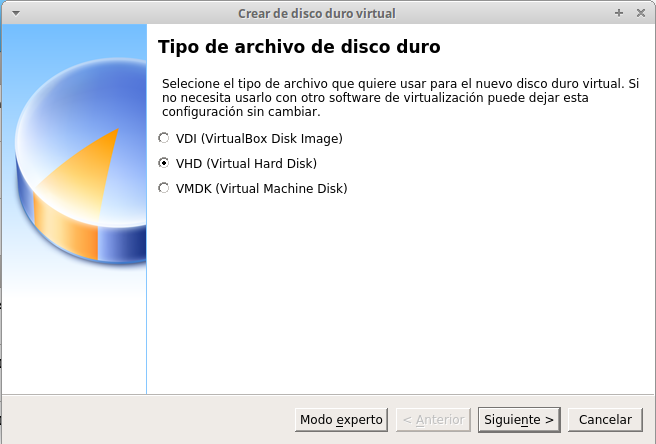 Crear de disco duro virtual
Tipo de archivo de disco duro
Selecione el tipo de archivo que quiere usar para el nuevo disco duro virtual. Si
no necesita usarlo con otro software de virtualización puede dejar esta
configuración sin cambiar.
VDI (VirtualBox Disk Image)
VHD (Virtual Hard Disk)
VMDK (Virtual Machine Disk)
Modo experto
< Anterior
Siguiente >
Cancelar